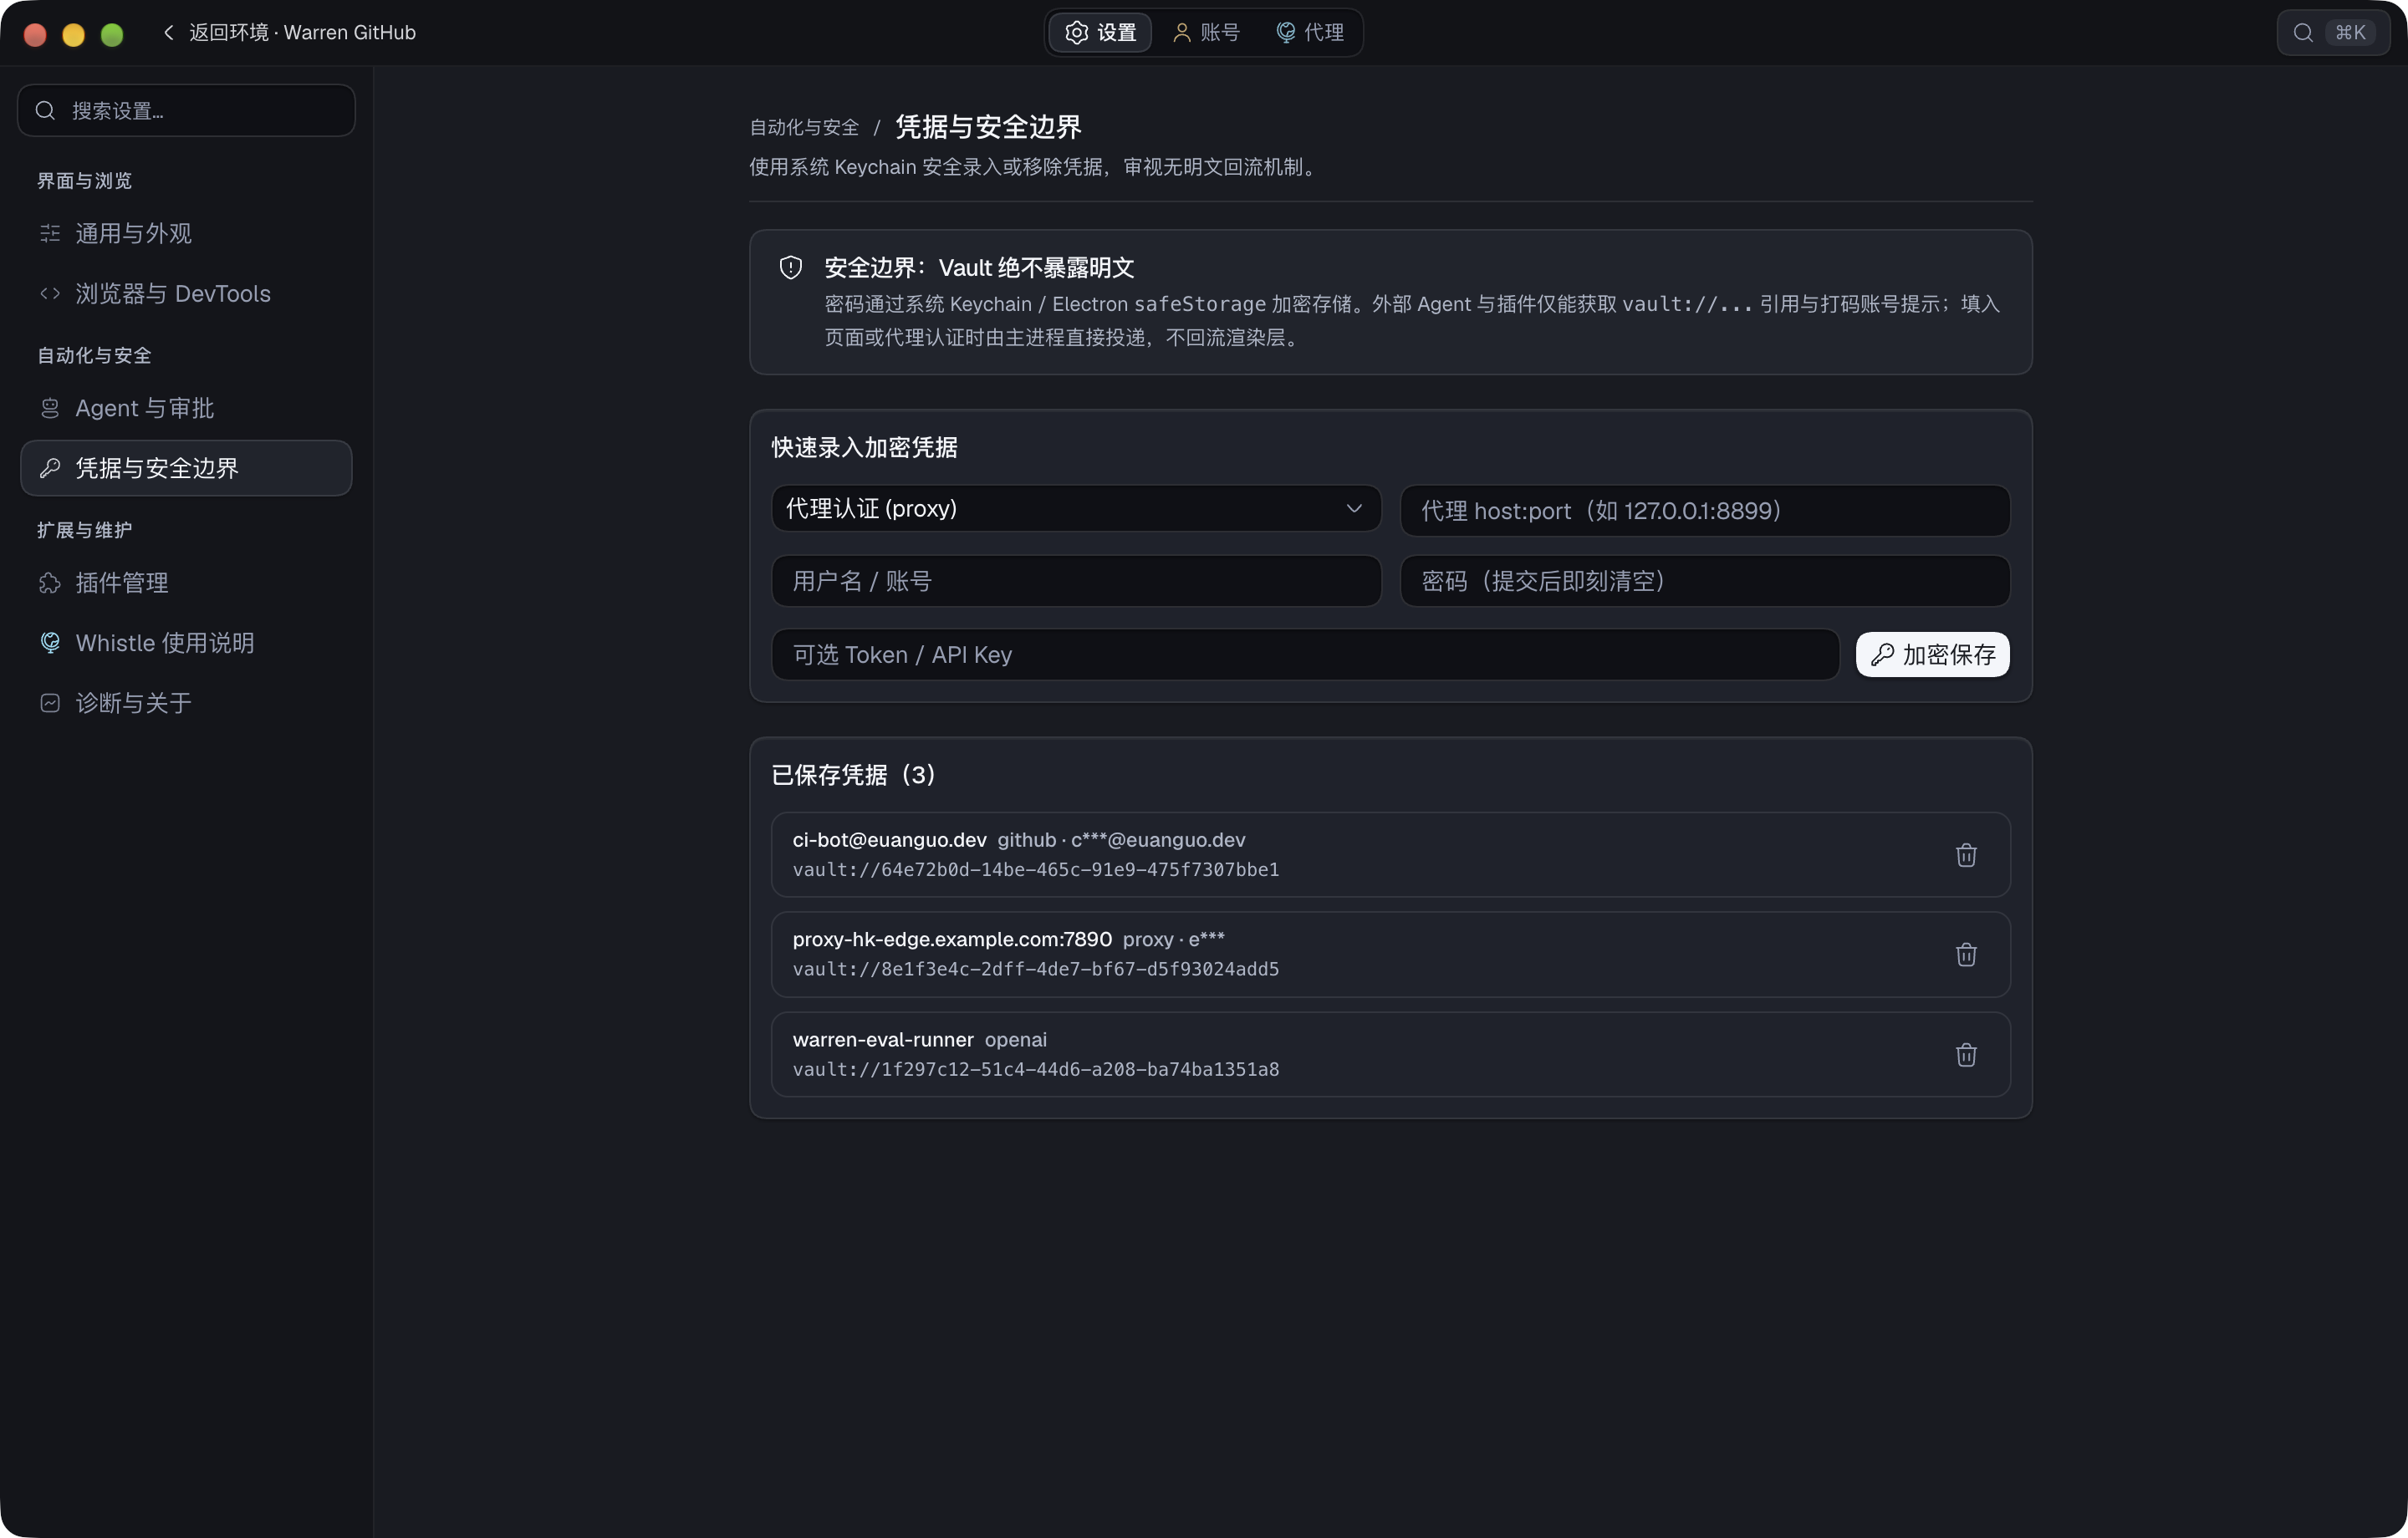 返回环境 · Warren GitHub
设置
账号
代理
⌘K
搜索设置...
界面与浏览
通用与外观
浏览器与 DevTools
自动化与安全
Agent 与审批
凭据与安全边界
扩展与维护
插件管理
Whistle 使用说明
诊断与关于
自动化与安全 / 凭据与安全边界
使用系统 Keychain 安全录入或移除凭据，审视无明文回流机制。
安全边界：Vault 绝不暴露明文
密码通过系统 Keychain / Electron safeStorage 加密存储。外部 Agent 与插件仅能获取 vault://... 引用与打码账号提示；填入
页面或代理认证时由主进程直接投递，不回流渲染层。
快速录入加密凭据
代理认证 (proxy)
代理 host:port（如 127.0.0.1:8899）
用户名 / 账号
密码（提交后即刻清空）
可选 Token / API Key
加密保存
已保存凭据（3）
ci-bot@euanguo.dev github · c***@euanguo.dev
vault://64e72b0d-14be-465c-91e9-475f7307bbe1
proxy-hk-edge.example.com:7890 proxy · e***
vault://8e1f3e4c-2dff-4de7-bf67-d5f93024add5
warren-eval-runner openai
vault://1f297c12-51c4-44d6-a208-ba74ba1351a8